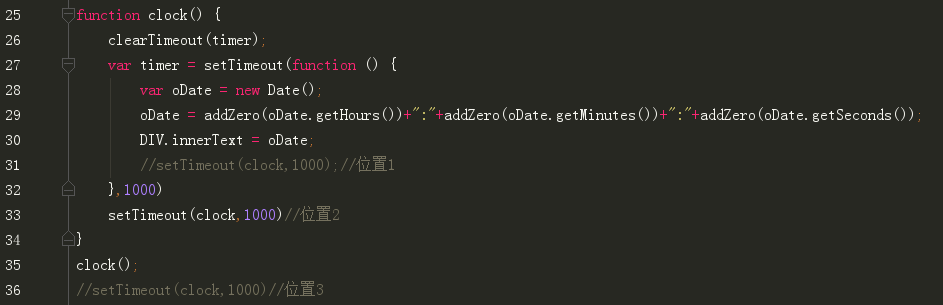 25 function clock() {
26 clearTimeout(timer);
27 var timer = setTimeout(function () {
28 var oDate = new Date();
29 oDate = addZero(oDate.getHours())+":"+addZero(oDate.getMinutes())+":"+addZero(oDate.getSeconds());
30 DIV.innerText = oDate;
31 //setTimeout(clock,1000);//位置1
32 },1000)
33 setTimeout(clock,1000)//位置2
34 }
35 clock();
36 //setTimeout(clock,1000)//位置3